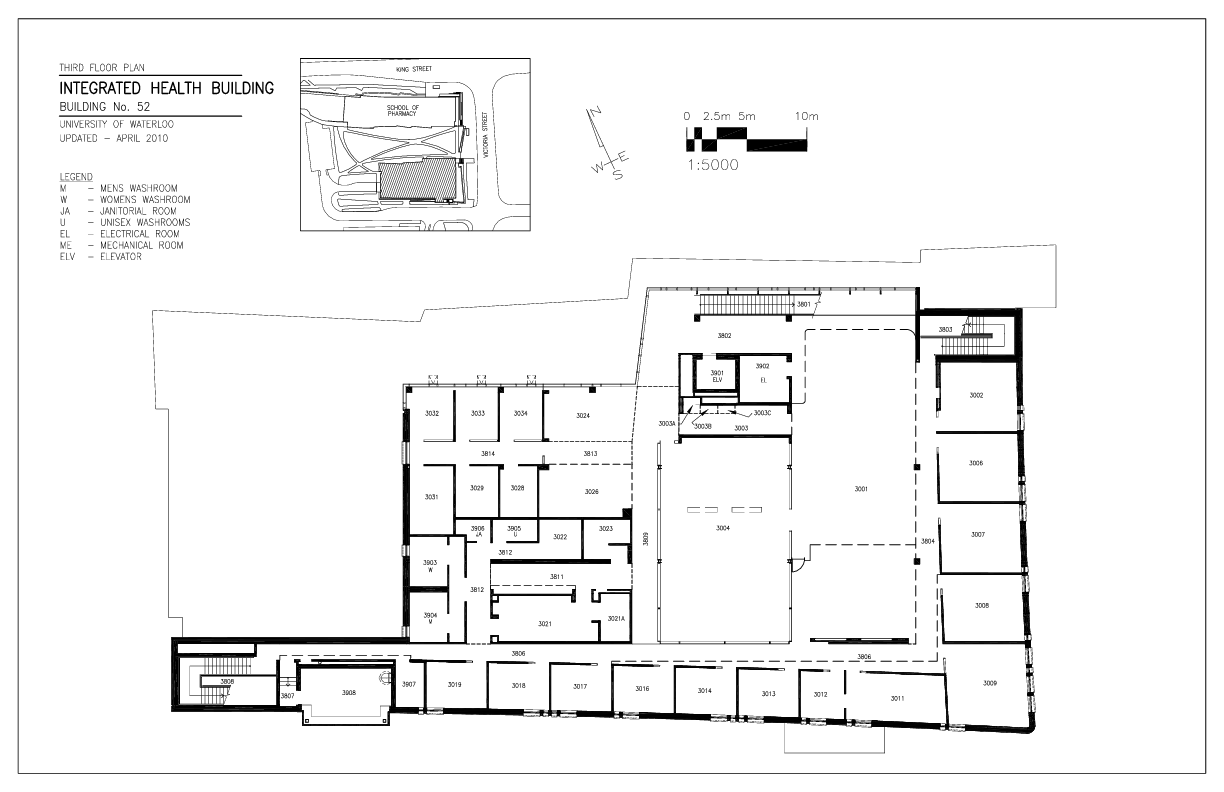 THIRD FLOOR PLAN
INTEGRATED HEALTH BUILDING
BUILDING No. 52
UNIVERSITY OF WATERLOO
UPDATED – APRIL 2010
LEGEND
M – MENS WASHROOM
W – WOMENS WASHROOM
JA – JANITORIAL ROOM
U – UNISEX WASHROOMS
EL – ELECTRICAL ROOM
ME – MECHANICAL ROOM
ELV – ELEVATOR
KING STREET
SCHOOL OF
PHARMACY
VICTORIA STREET
N
W
E
S
0 2.5m 5m 10m
1:5000
3801
3803
3802
3901
ELV
3902
EL
3002
3032
3033
3034
3024
3003A
3003B
3003C
3003
3814
3813
3006
3031
3029
3028
3026
3001
3004
3906
JA
3905
U
3022
3023
3809
3804
3007
3812
3903
W
3811
3812
3008
3904
M
3021
3021A
3806
3806
3808
3807
3908
3907
3019
3018
3017
3016
3014
3013
3012
3011
3009